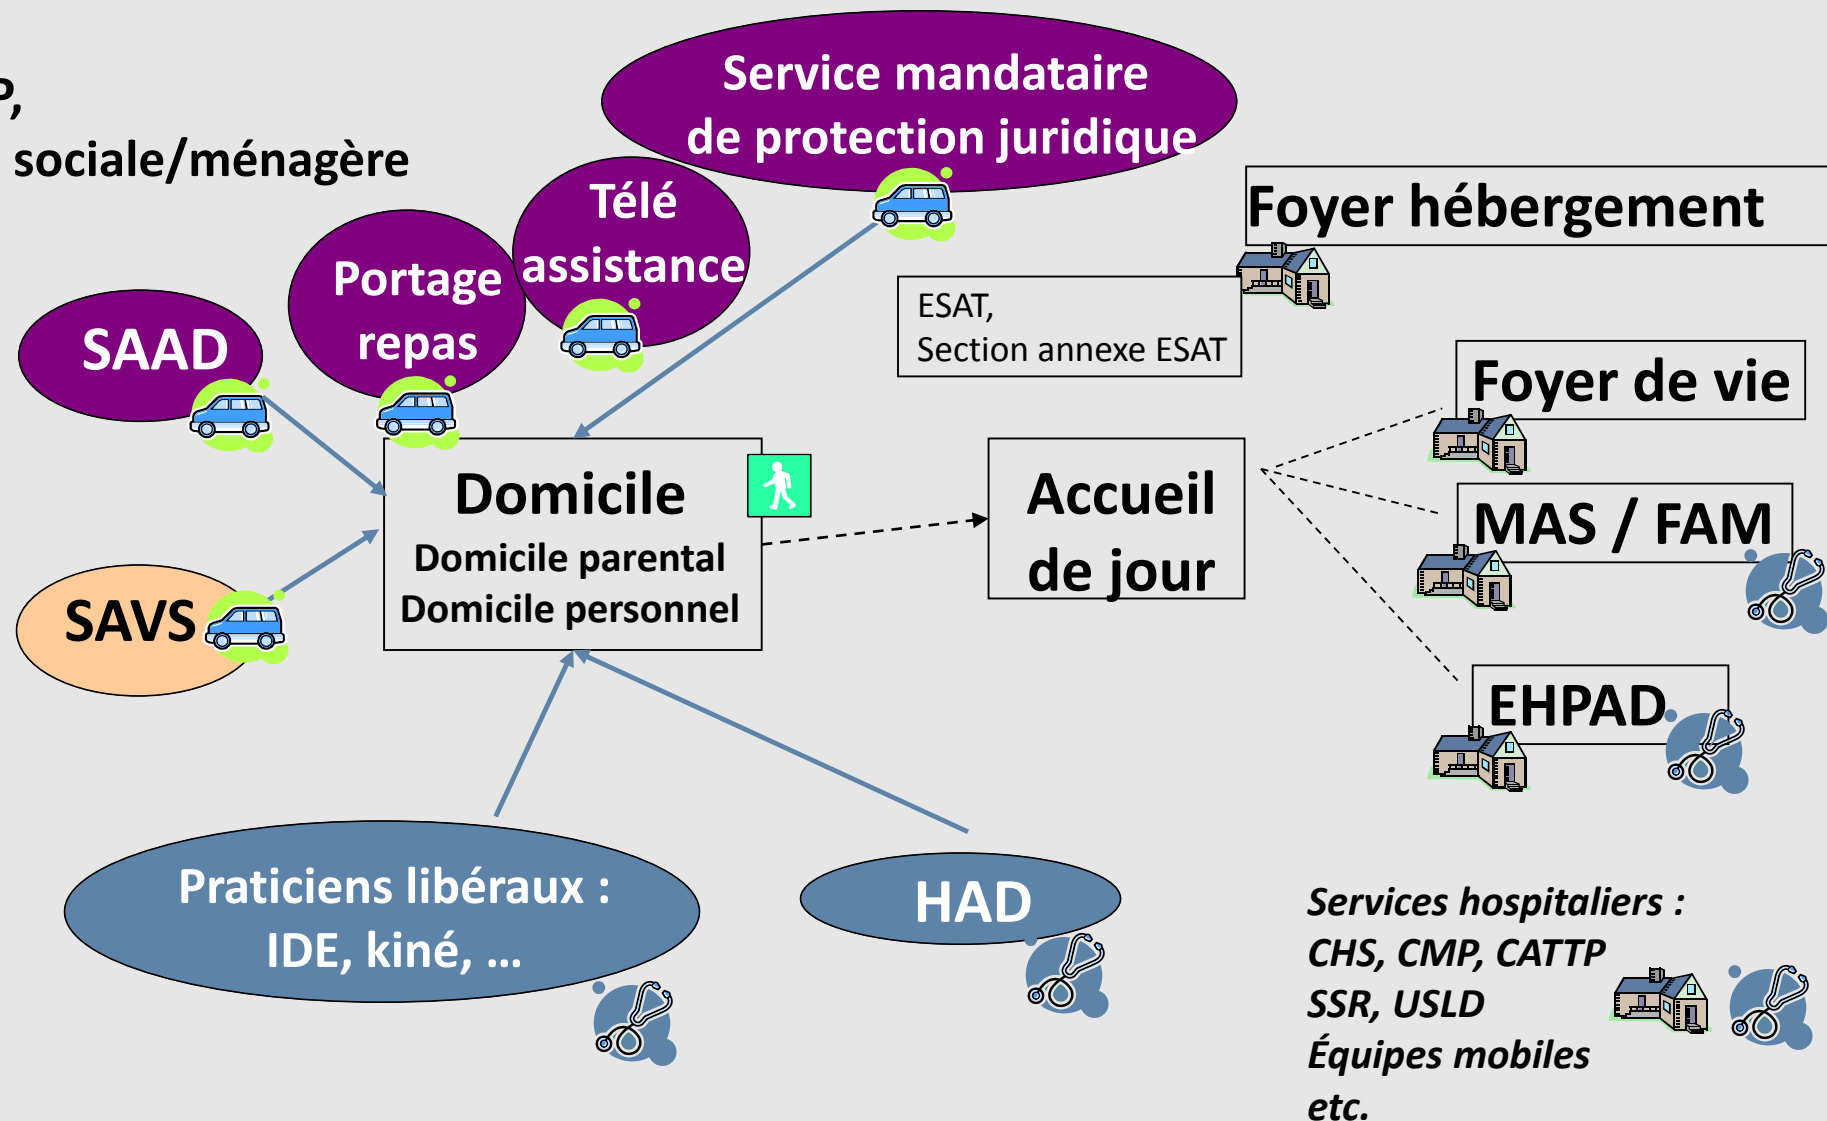 P,
sociale/ménagère
Service mandataire
de protection juridique
Télé
assistance
Portage
repas
SAAD
SAVS
Foyer hébergement
ESAT,
Section annexe ESAT
Foyer de vie
Domicile
Domicile parental
Domicile personnel
Accueil
de jour
MAS / FAM
EHPAD
Praticiens libéraux :
IDE, kiné, ...
HAD
Services hospitaliers :
CHS, CMP, CATTP
SSR, USLD
Équipes mobiles
etc.